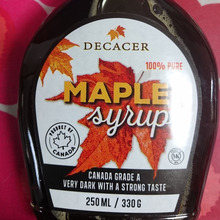 DECACER
100% PURE
MAPLE
syrup
PRODUCT OF
CANADA
CANADA GRADE A
VERY DARK WITH A STRONG TASTE
250 ML / 330 G